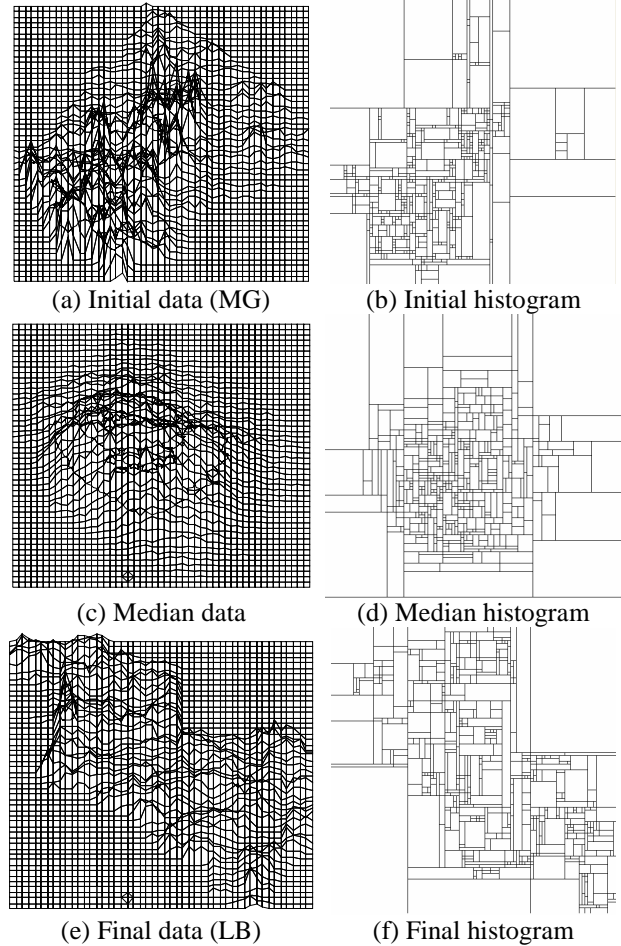 (a) Initial data (MG)
(b) Initial histogram
(c) Median data
(d) Median histogram
(e) Final data (LB)
(f) Final histogram